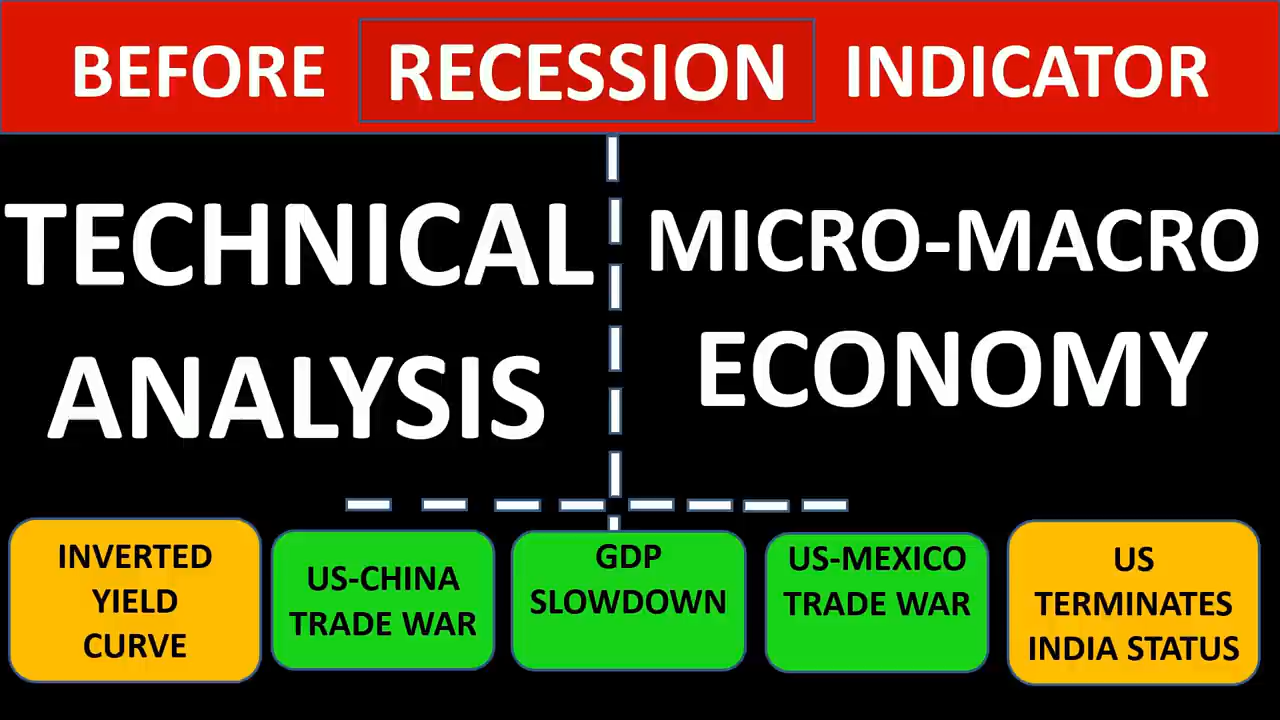 BEFORE RECESSION INDICATOR
TECHNICAL
ANALYSIS
MICRO-MACRO
ECONOMY
INVERTED
YIELD
CURVE
US-CHINA
TRADE WAR
GDP
SLOWDOWN
US-MEXICO
TRADE WAR
US
TERMINATES
INDIA STATUS